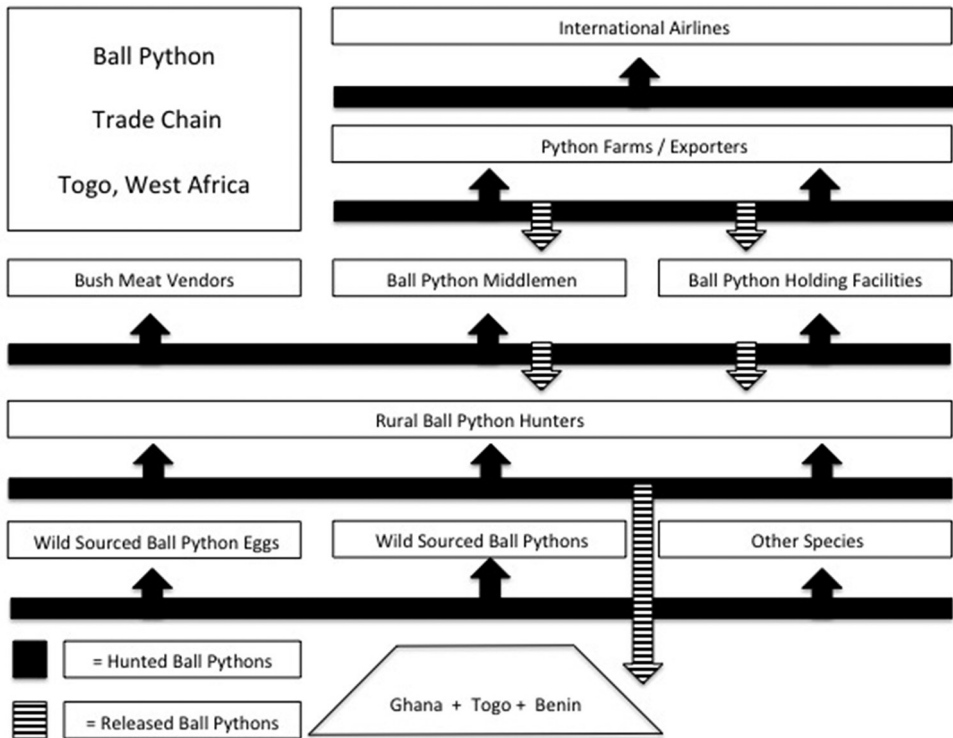 Ball Python
Trade Chain
Togo, West Africa
International Airlines
Python Farms / Exporters
Bush Meat Vendors
Ball Python Middlemen
Ball Python Holding Facilities
Rural Ball Python Hunters
Wild Sourced Ball Python Eggs
Wild Sourced Ball Pythons
Other Species
= Hunted Ball Pythons
= Released Ball Pythons
Ghana + Togo + Benin